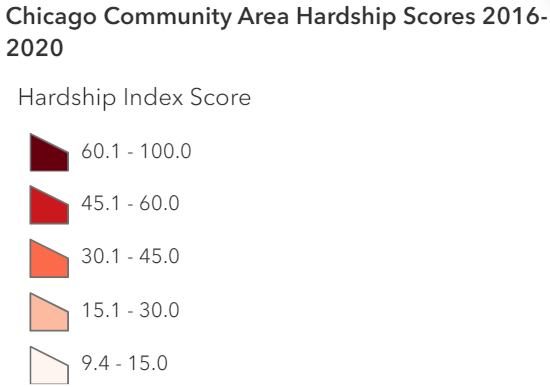 Chicago Community Area Hardship Scores 2016-
2020
Hardship Index Score
60.1 - 100.0
45.1 - 60.0
30.1 - 45.0
15.1 - 30.0
9.4 - 15.0